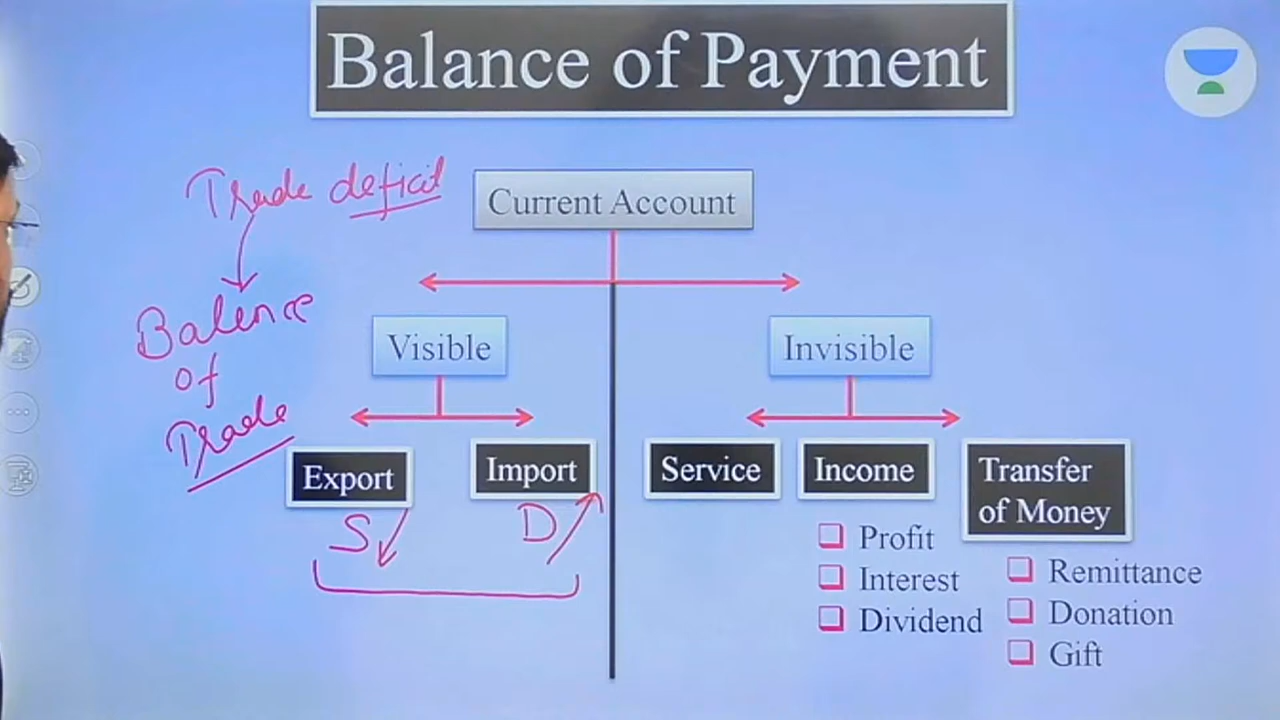 Balance of Payment
Trade deficit
Current Account
Balence
of
Trade
Visible
Invisible
Export
Import
Service
Income
Transfer
of Money
S
D
Profit
Interest
Dividend
Remittance
Donation
Gift